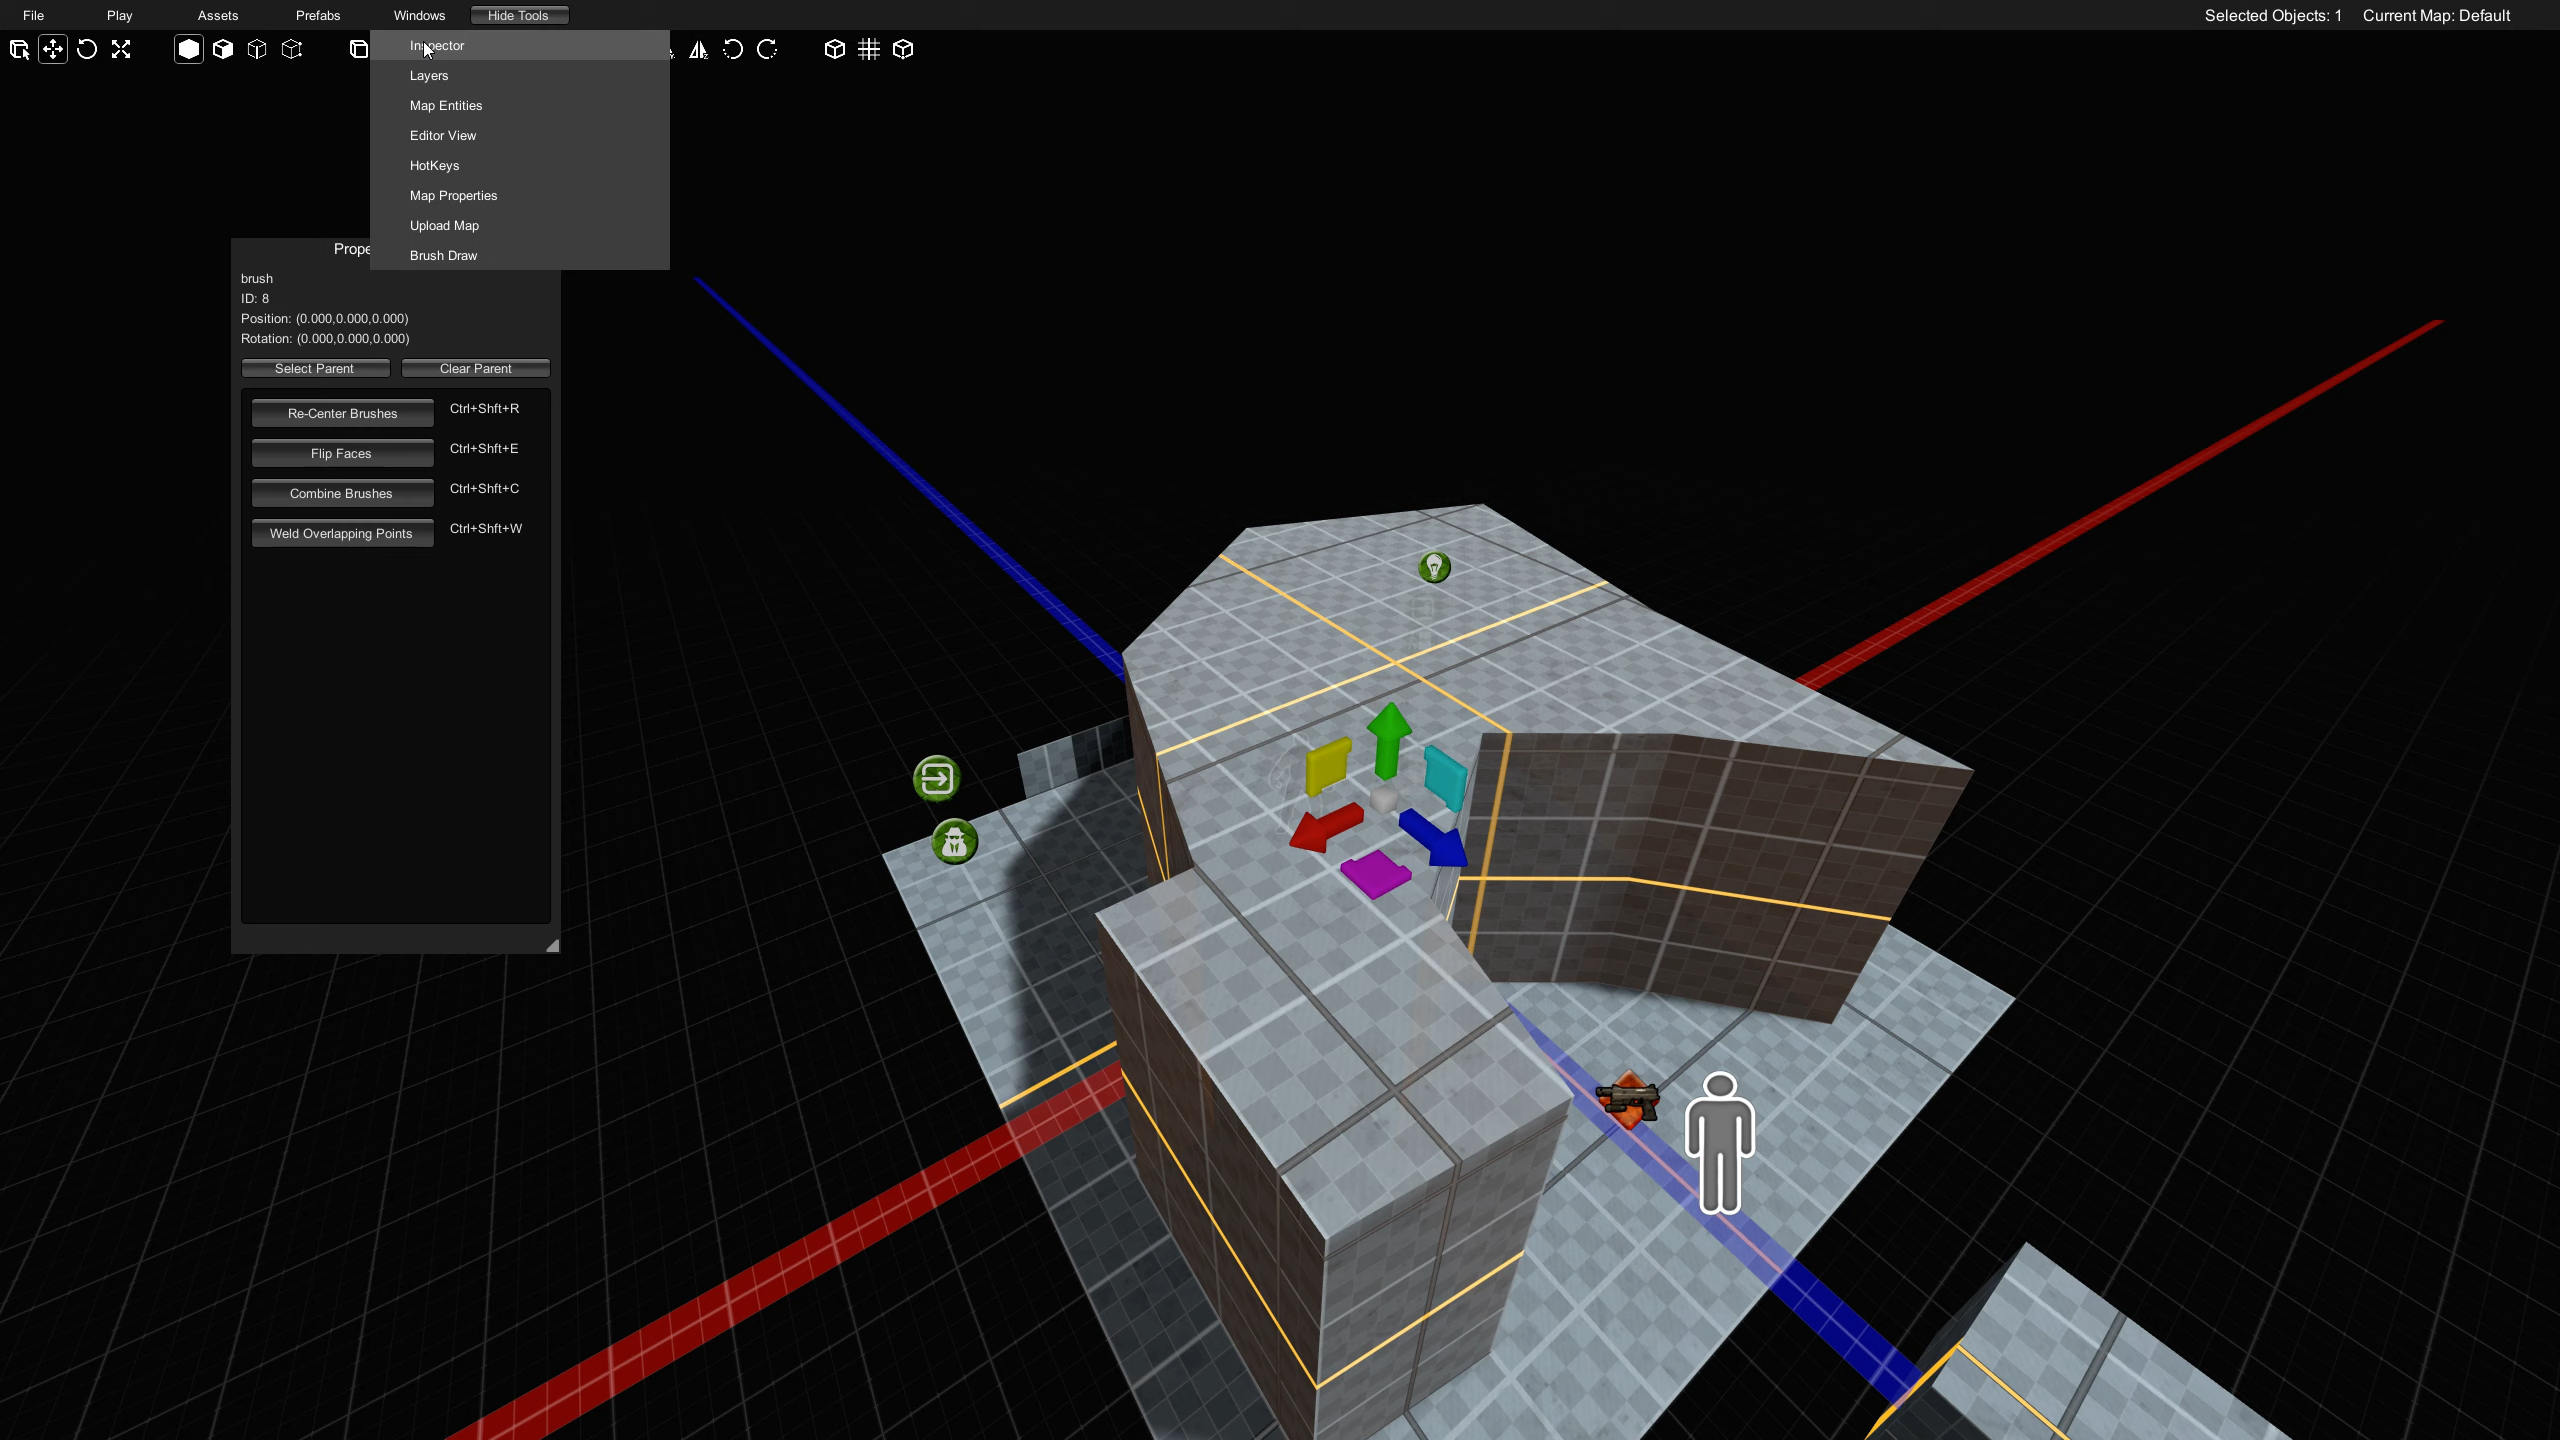 File Play Assets Prefabs Windows Hide Tools Selected Objects: 1 Current Map: Default
Inspector
Layers
Map Entities
Editor View
HotKeys
Map Properties
Upload Map
Brush Draw
Prope
brush
ID: 8
Position: (0.000,0.000,0.000)
Rotation: (0.000,0.000,0.000)
Select Parent Clear Parent
Re-Center Brushes Ctrl+Shft+R
Flip Faces Ctrl+Shft+E
Combine Brushes Ctrl+Shft+C
Weld Overlapping Points Ctrl+Shft+W